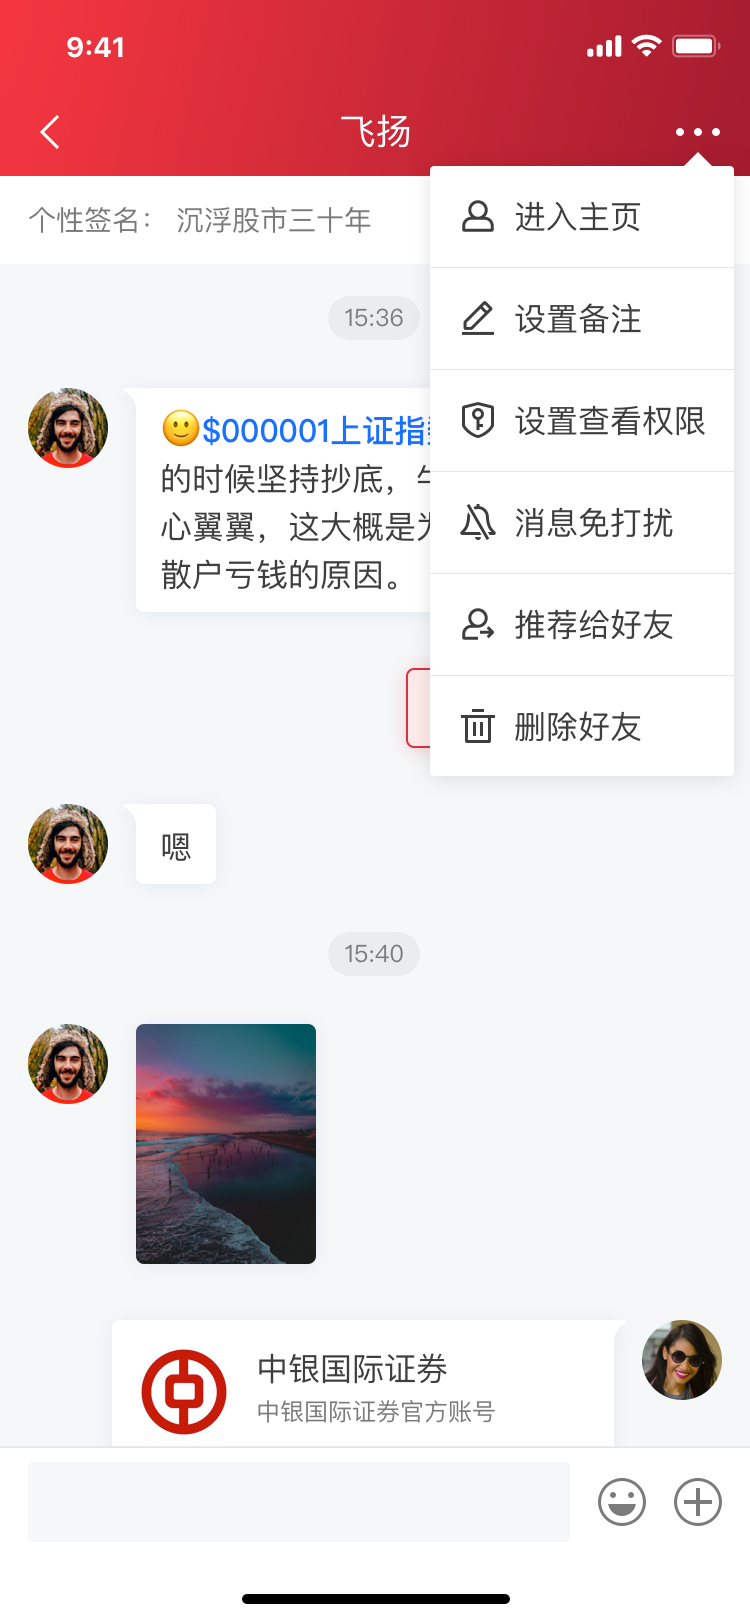 9:41
飞扬
个性签名： 沉浮股市三十年
进入主页
设置备注
设置查看权限
消息免打扰
推荐给好友
删除好友
15:36
$000001上证指
的时候坚持抄底，
心翼翼，这大概是
散户亏钱的原因。
嗯
15:40
中银国际证券
中银国际证券官方账号